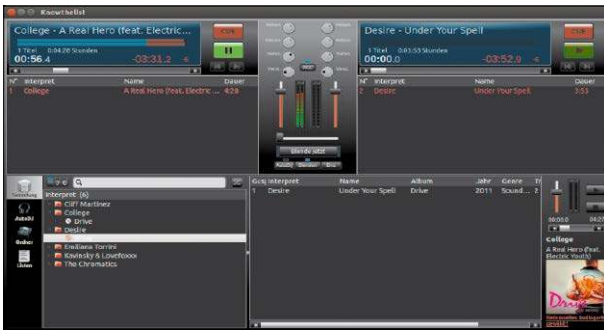 Knowthelist
College - A Real Hero (feat. Electric...
CUE
1 Titel 0:04:28 Stunden
00:56.4
-03:31.2
Desire - Under Your Spell
CUE
1 Titel 0:03:53 Stunden
00:00.0
-03:52.9
N° Interpret Name Dauer
1 College A Real Hero (feat. Electric ... 4:28
N° Interpret Name Dauer
2 Desire Under Your Spell 3:53
Blende jetzt
Sammlung
AutoDJ
Ordner
Listen
Interpret (6)
Cliff Martinez
College
Drive
Desire
Emiliana Torrini
Kavinsky & Lovefoxxx
The Chromatics
Interpret Name Album Jahr Genre
1 Desire Under Your Spell Drive 2011 Sound... 2
00:00.0
College
A Real Hero (feat.
Electric Youth)
Drive